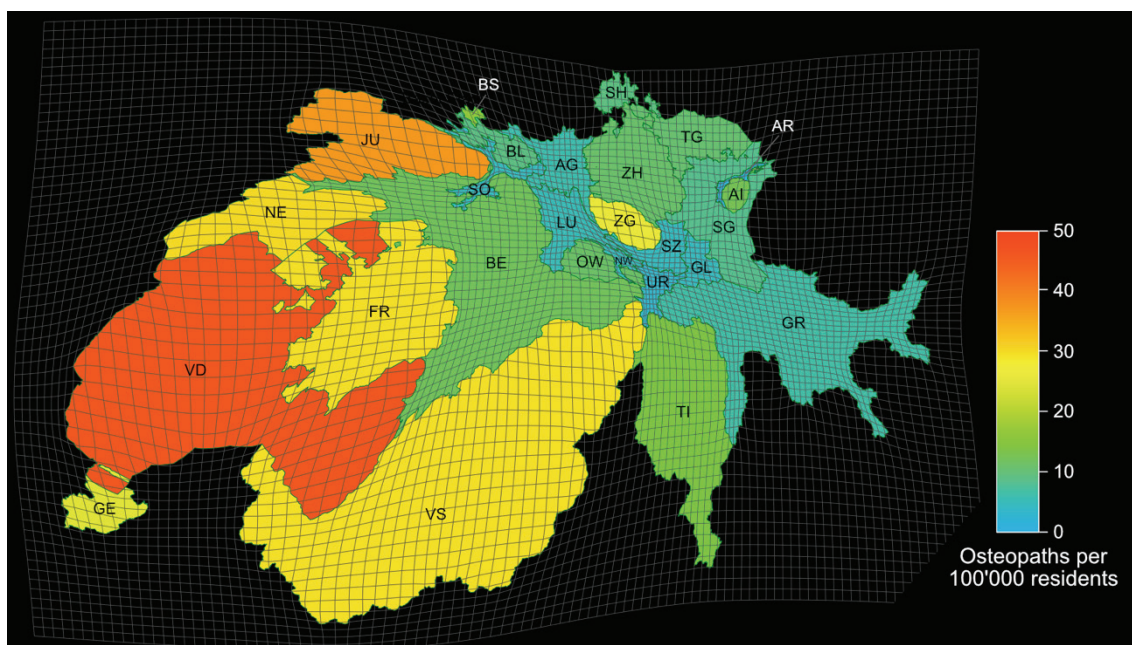 BS
SH
AR
JU
TG
BL
AG
ZH
SO
AI
NE
LU
ZG
SG
SZ
BE
OW
NW
GL
UR
FR
GR
VD
TI
GE
VS
50
40
30
20
10
0
Osteopaths per
100'000 residents